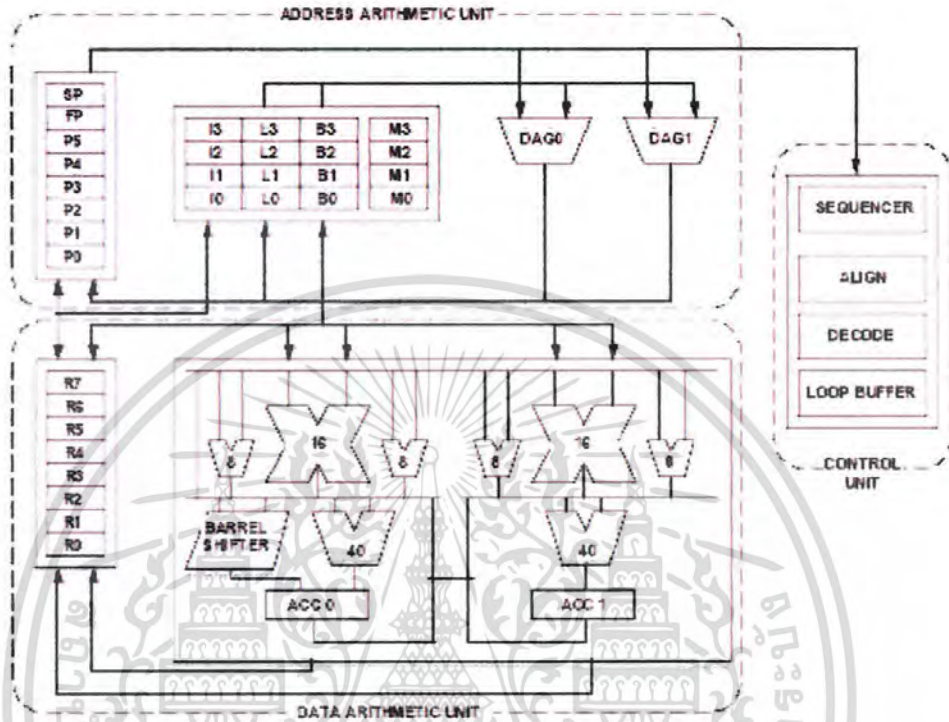 ADDRESS ARITHMETIC UNIT
SP
FP
P5
P4
P3
P2
P1
P0
I3 L3 B3 M3
I2 L2 B2 M2
I1 L1 B1 M1
I0 L0 B0 M0
DAG0
DAG1
SEQUENCER
ALIGN
DECODE
LOOP BUFFER
CONTROL
UNIT
R7
R6
R5
R4
R3
R2
R1
R0
8
16
8
8
16
8
BARREL
SHIFTER
40
40
ACC 0
ACC 1
DATA ARITHMETIC UNIT